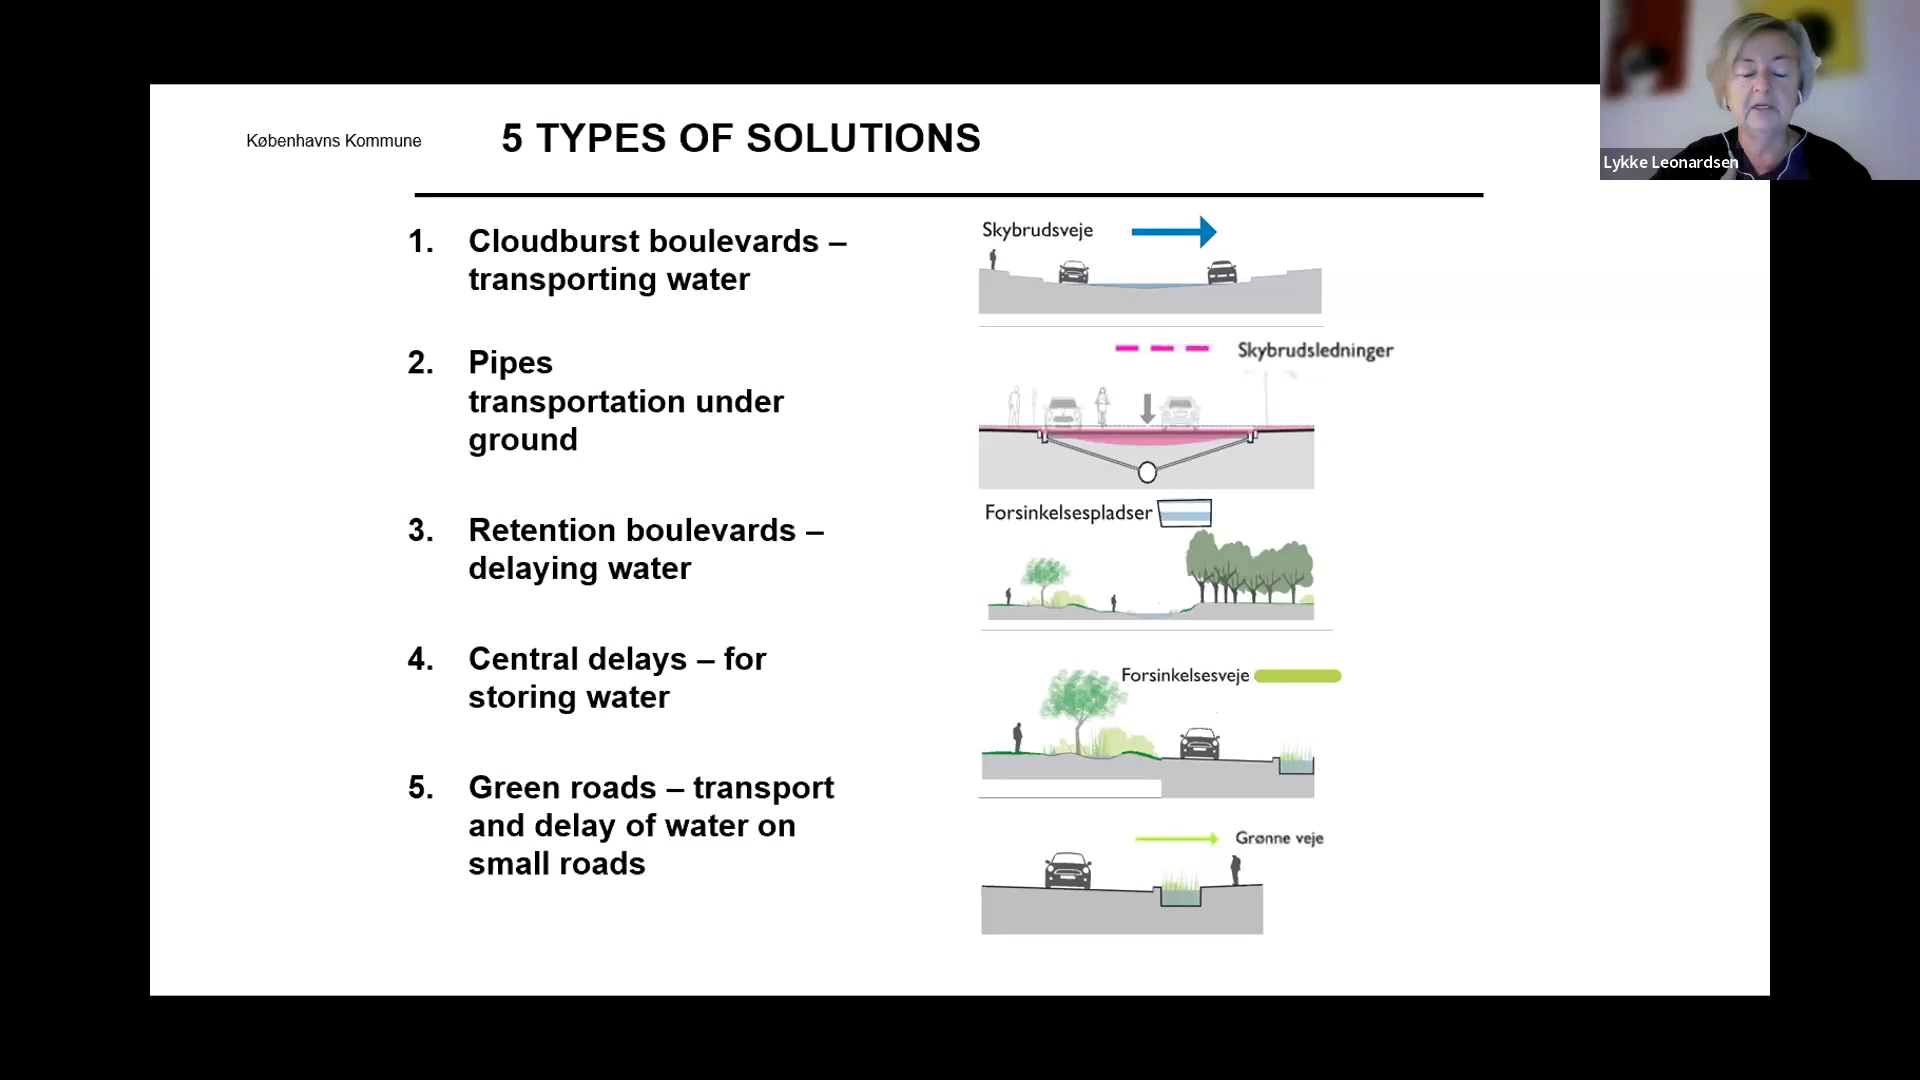 Københavns Kommune
5 TYPES OF SOLUTIONS
Lykke Leonardsen
1. Cloudburst boulevards –
transporting water
Skybrudsveje
2. Pipes
transportation under
ground
Skybrudsledninger
3. Retention boulevards –
delaying water
Forsinkelsespladser
4. Central delays – for
storing water
Forsinkelsesveje
5. Green roads – transport
and delay of water on
small roads
Grønne veje